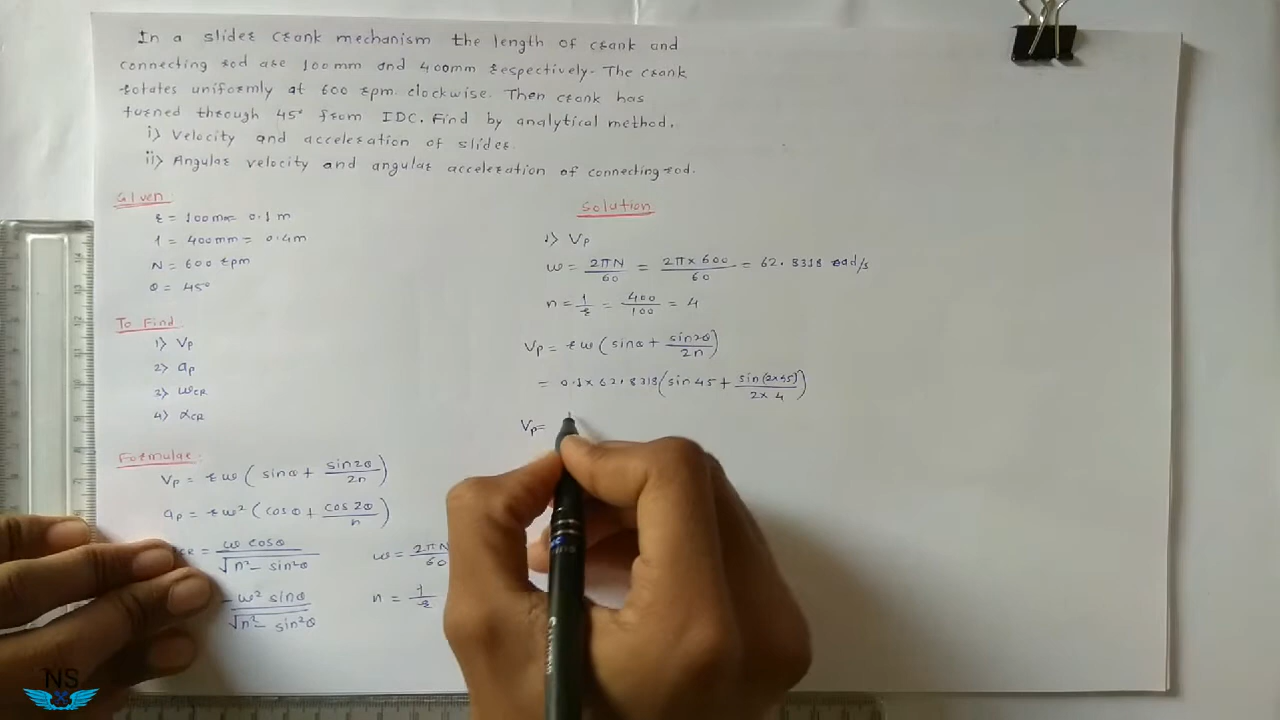 In a slider crank mechanism the length of crank and
connecting rod are 100mm and 400mm respectively. The crank
rotates uniformly at 600 rpm clockwise. Then crank has
turned through 45° from IDC. Find by analytical method.
i) Velocity and acceleration of slider.
ii) Angular velocity and angular acceleration of connecting rod.
Given
r = 100mm = 0.1 m
l = 400mm = 0.4m
N = 600 rpm
θ = 45°
To Find
1) Vp
2) ap
3) ωCR
4) αCR
Formulae:
Vp = rω ( sinθ + sin2θ/2n )
ap = rω² ( cosθ + cos2θ/n )
CR = ω cosθ / √n² - sin²θ
- ω² sinθ / √n² - sin²θ
ω = 2πN/60
n = l/r
Solution
1) Vp
ω = 2πN/60 = 2π×600/60 = 62.8318 rad/s
n = l/r = 400/100 = 4
Vp = rω ( sinθ + sin2θ/2n )
= 0.1 × 62.8318 ( sin 45 + sin(2×45)/2×4 )
Vp =
NS